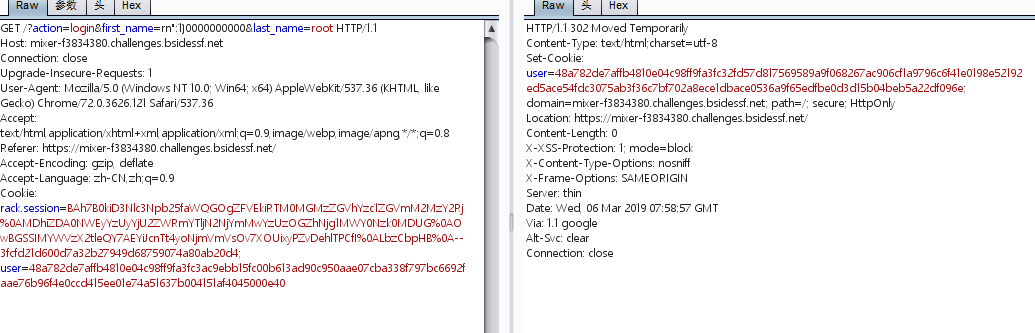 Raw 参数 头 Hex
GET /?action=login&first_name=rn":1}0000000000&last_name=root HTTP/1.1
Host: mixer-f3834380.challenges.bsidessf.net
Connection: close
Upgrade-Insecure-Requests: 1
User-Agent: Mozilla/5.0 (Windows NT 10.0; Win64; x64) AppleWebKit/537.36 (KHTML, like
Gecko) Chrome/72.0.3626.121 Safari/537.36
Accept:
text/html,application/xhtml+xml,application/xml;q=0.9,image/webp,image/apng,*/*;q=0.8
Referer: https://mixer-f3834380.challenges.bsidessf.net/
Accept-Encoding: gzip, deflate
Accept-Language: zh-CN,zh;q=0.9
Cookie:
rack.session=BAh7B0kiD3Nlc3Npb25faWQGOgZFVEkiRTM0MGMzZGVhYzc1ZGVmM2MzY2Rj
%0AMDhiZDA0NWEyYzUyYjU2ZWRmYTljN2NjYmMwYzUzOGZhNjg1MWY0Nzk0MDUG%0AO
wBGSSIMYWVzX2tleQY7AEYiJcnTt4yoNjmVmVsOv7XOUixyPZvDehlTPCfI%0ALbzCbpHB%0A--
3fcfd21d600d7a32b27949d68759074a80ab20d4;
user=48a782de7affb4810e04c98ff9fa3fc3ac9ebb15fc00b613ad90c950aae07cba338f797bc6692f
aae76b96f4e0ccd415ee01e74a51637b004151af4045000e40
Raw 头 Hex
HTTP/1.1 302 Moved Temporarily
Content-Type: text/html;charset=utf-8
Set-Cookie:
user=48a782de7affb4810e04c98ff9fa3fc32fd57d817569589a9f068267ac906cf1a9796c6f41e0198e52192
ed5ace54fdc3075ab3f36c7bf702a8ece1dbace0536a9f65edfbe0d3d115b04beb5a22df096e;
domain=mixer-f3834380.challenges.bsidessf.net; path=/; secure; HttpOnly
Location: https://mixer-f3834380.challenges.bsidessf.net/
Content-Length: 0
X-XSS-Protection: 1; mode=block
X-Content-Type-Options: nosniff
X-Frame-Options: SAMEORIGIN
Server: thin
Date: Wed, 06 Mar 2019 07:58:57 GMT
Via: 1.1 google
Alt-Svc: clear
Connection: close